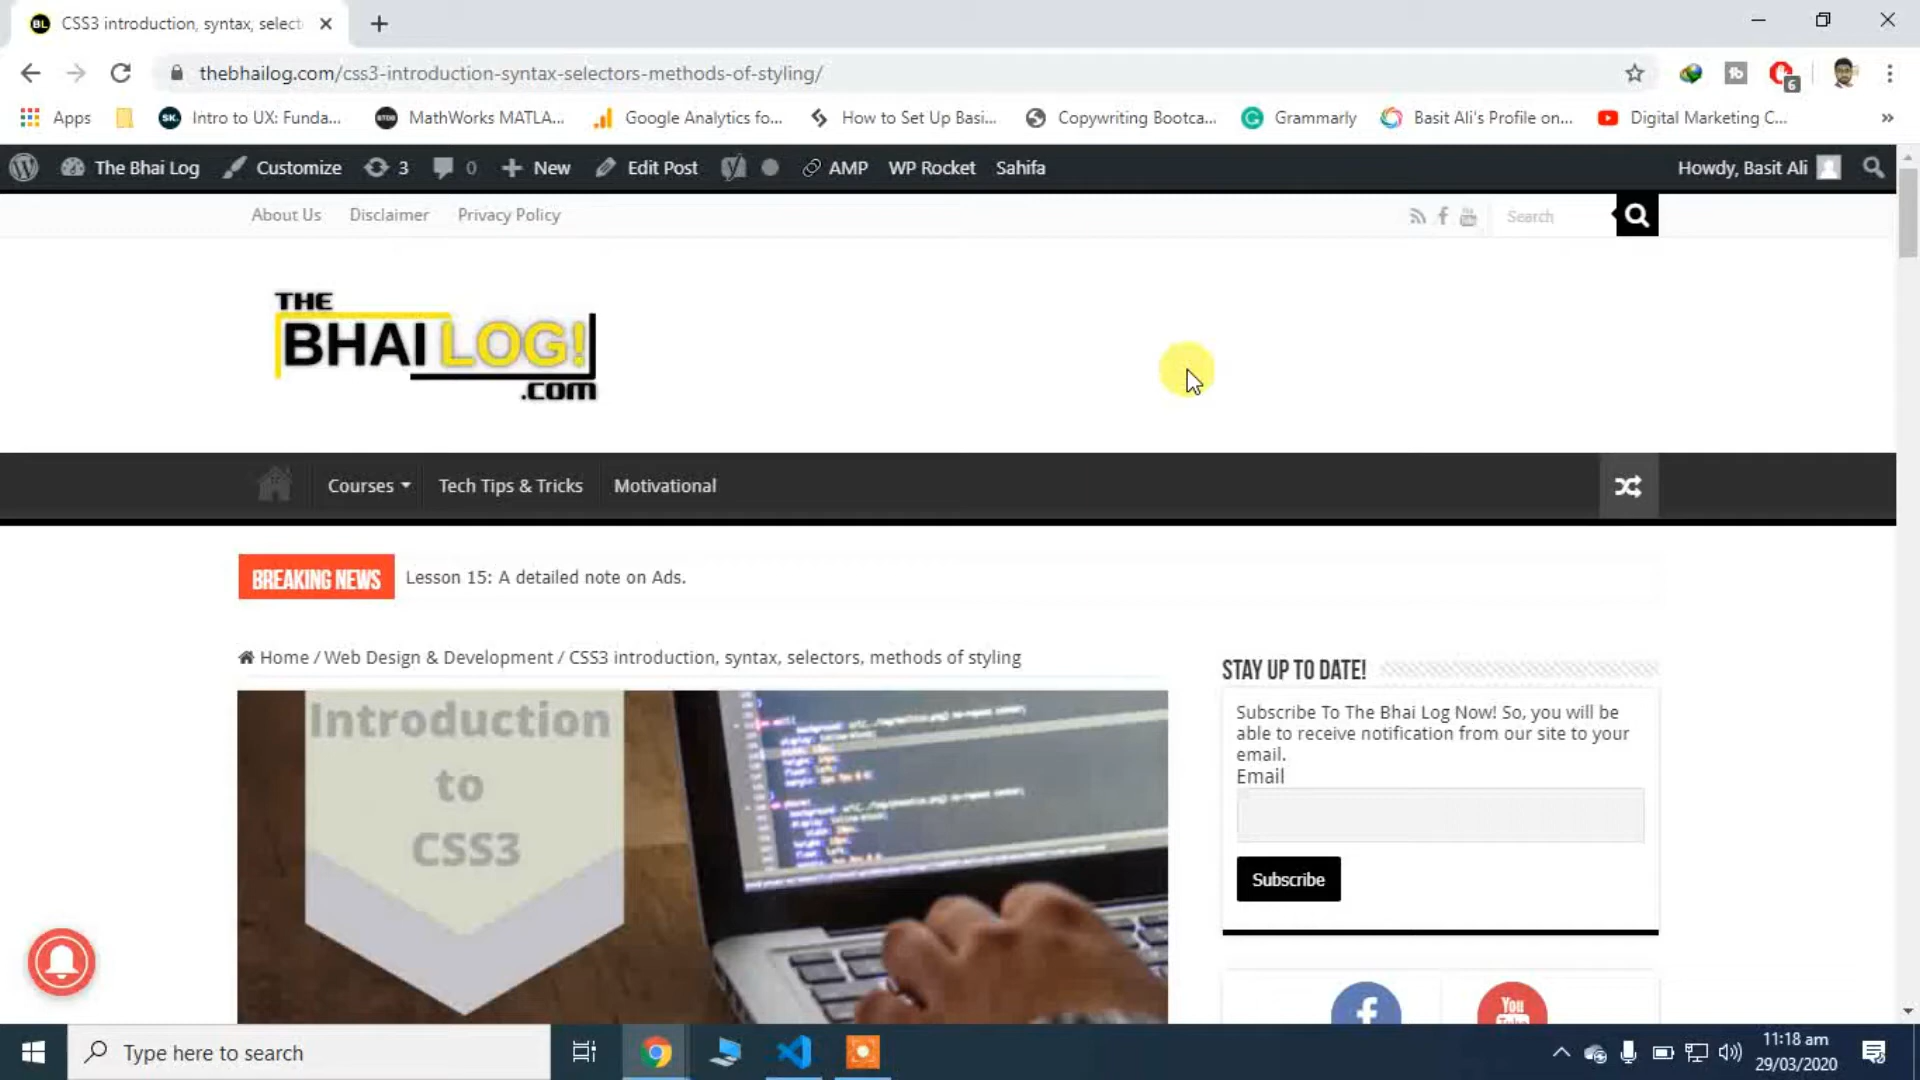 BL CSS3 introduction, syntax, select
thebhailog.com/css3-introduction-syntax-selectors-methods-of-styling/
6
Apps SK. Intro to UX: Funda... MathWorks MATLA... Google Analytics fo... How to Set Up Basi... Copywriting Bootca... Grammarly Basit Ali's Profile on... Digital Marketing C... »
The Bhai Log Customize 3 0 New Edit Post AMP WP Rocket Sahifa Howdy, Basit Ali
About Us Disclaimer Privacy Policy Search
THE
BHAI LOG!
.COM
Courses Tech Tips & Tricks Motivational
BREAKING NEWS Lesson 15: A detailed note on Ads.
Home / Web Design & Development / CSS3 introduction, syntax, selectors, methods of styling
Introduction
to
CSS3
STAY UP TO DATE!
Subscribe To The Bhai Log Now! So, you will be
able to receive notification from our site to your
email.
Email
Subscribe
f You
Tube
Type here to search
11:18 am
29/03/2020